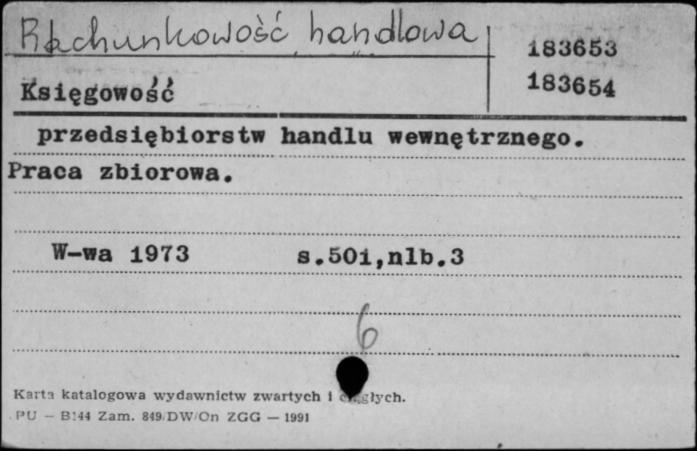 Rachunkowość handlowa
183653
Księgowość
183654
przedsiębiorstw handlu wewnętrznego.
Praca zbiorowa.
W-wa 1973 s.501,nlb.3
6
Karta katalogowa wydawnictw zwartych i ciągłych.
PU — B144 Zam. 849/DW/On ZGG — 1991